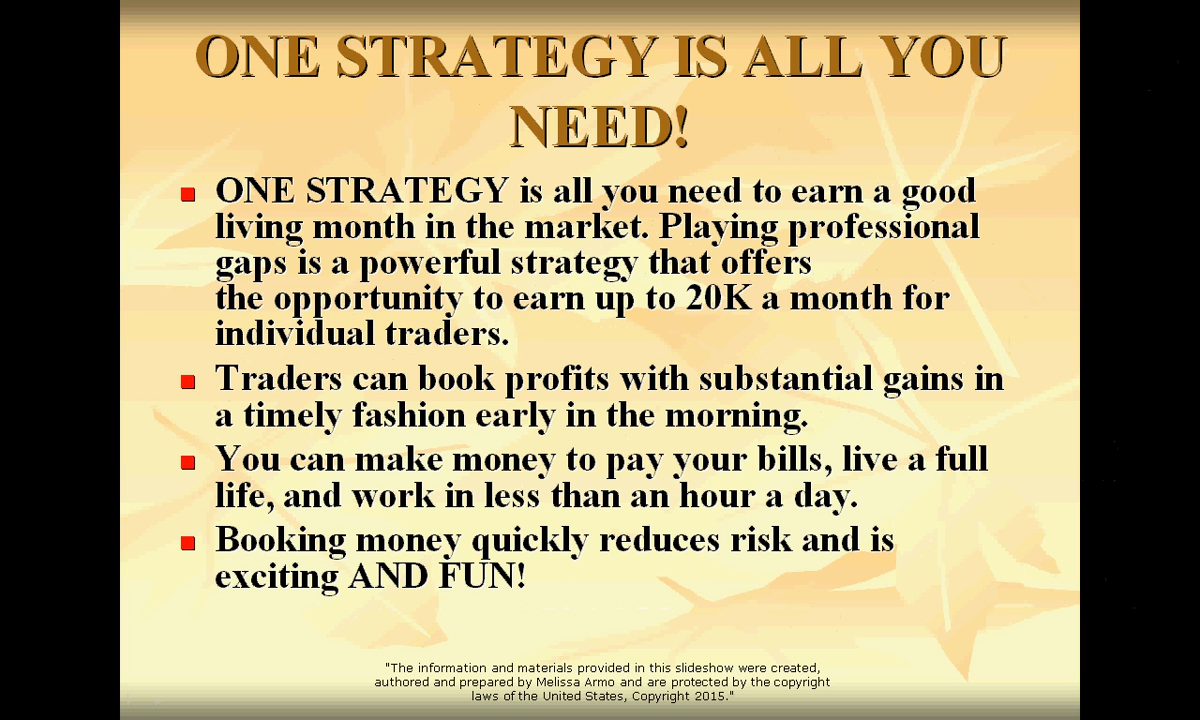 ONE STRATEGY IS ALL YOU
NEED!
ONE STRATEGY is all you need to earn a good
living month in the market. Playing professional
gaps is a powerful strategy that offers
the opportunity to earn up to 20K a month for
individual traders.
Traders can book profits with substantial gains in
a timely fashion early in the morning.
You can make money to pay your bills, live a full
life, and work in less than an hour a day.
Booking money quickly reduces risk and is
exciting AND FUN!
"The information and materials provided in this slideshow were created,
authored and prepared by Melissa Armo and are protected by the copyright
laws of the United States, Copyright 2015."